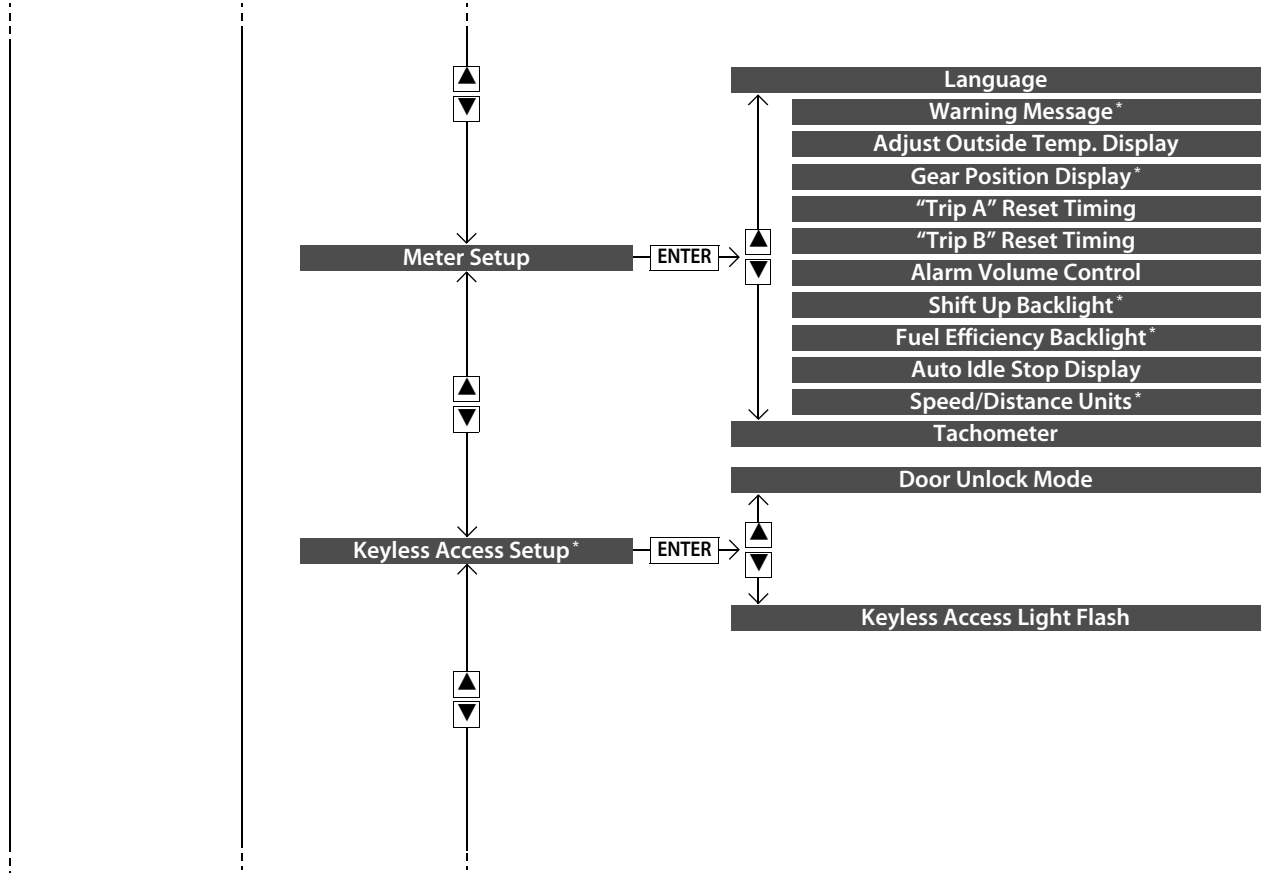 Language
Warning Message*
Adjust Outside Temp. Display
Gear Position Display*
“Trip A” Reset Timing
“Trip B” Reset Timing
Meter Setup
ENTER
Alarm Volume Control
Shift Up Backlight*
Fuel Efficiency Backlight*
Auto Idle Stop Display
Speed/Distance Units*
Tachometer
Door Unlock Mode
Keyless Access Setup*
ENTER
Keyless Access Light Flash